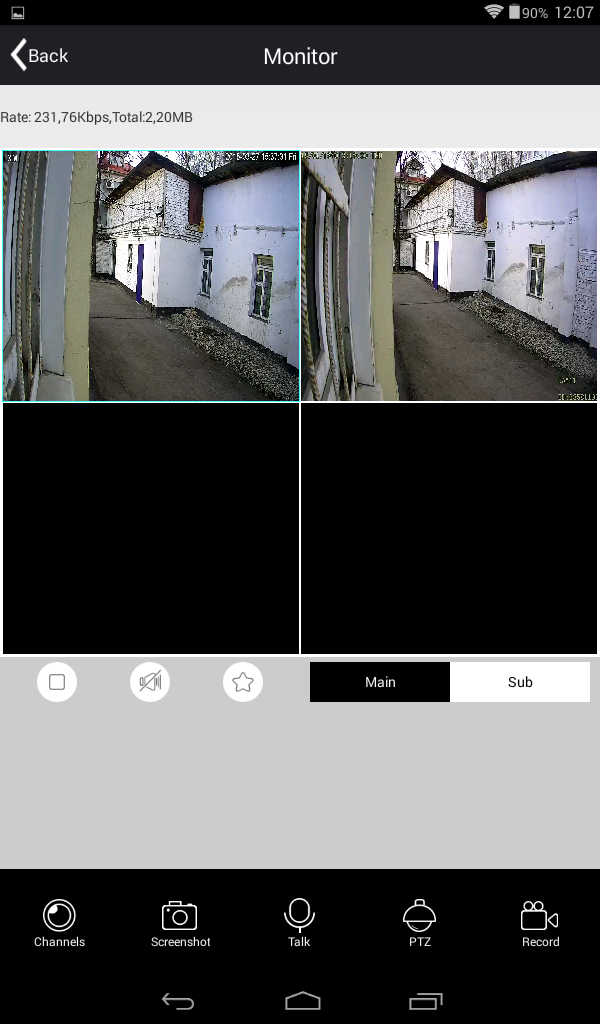 90% 12:07
Back
Monitor
Rate: 231,76Kbps,Total:2,20MB
Main
Sub
Channels
Screenshot
Talk
PTZ
Record